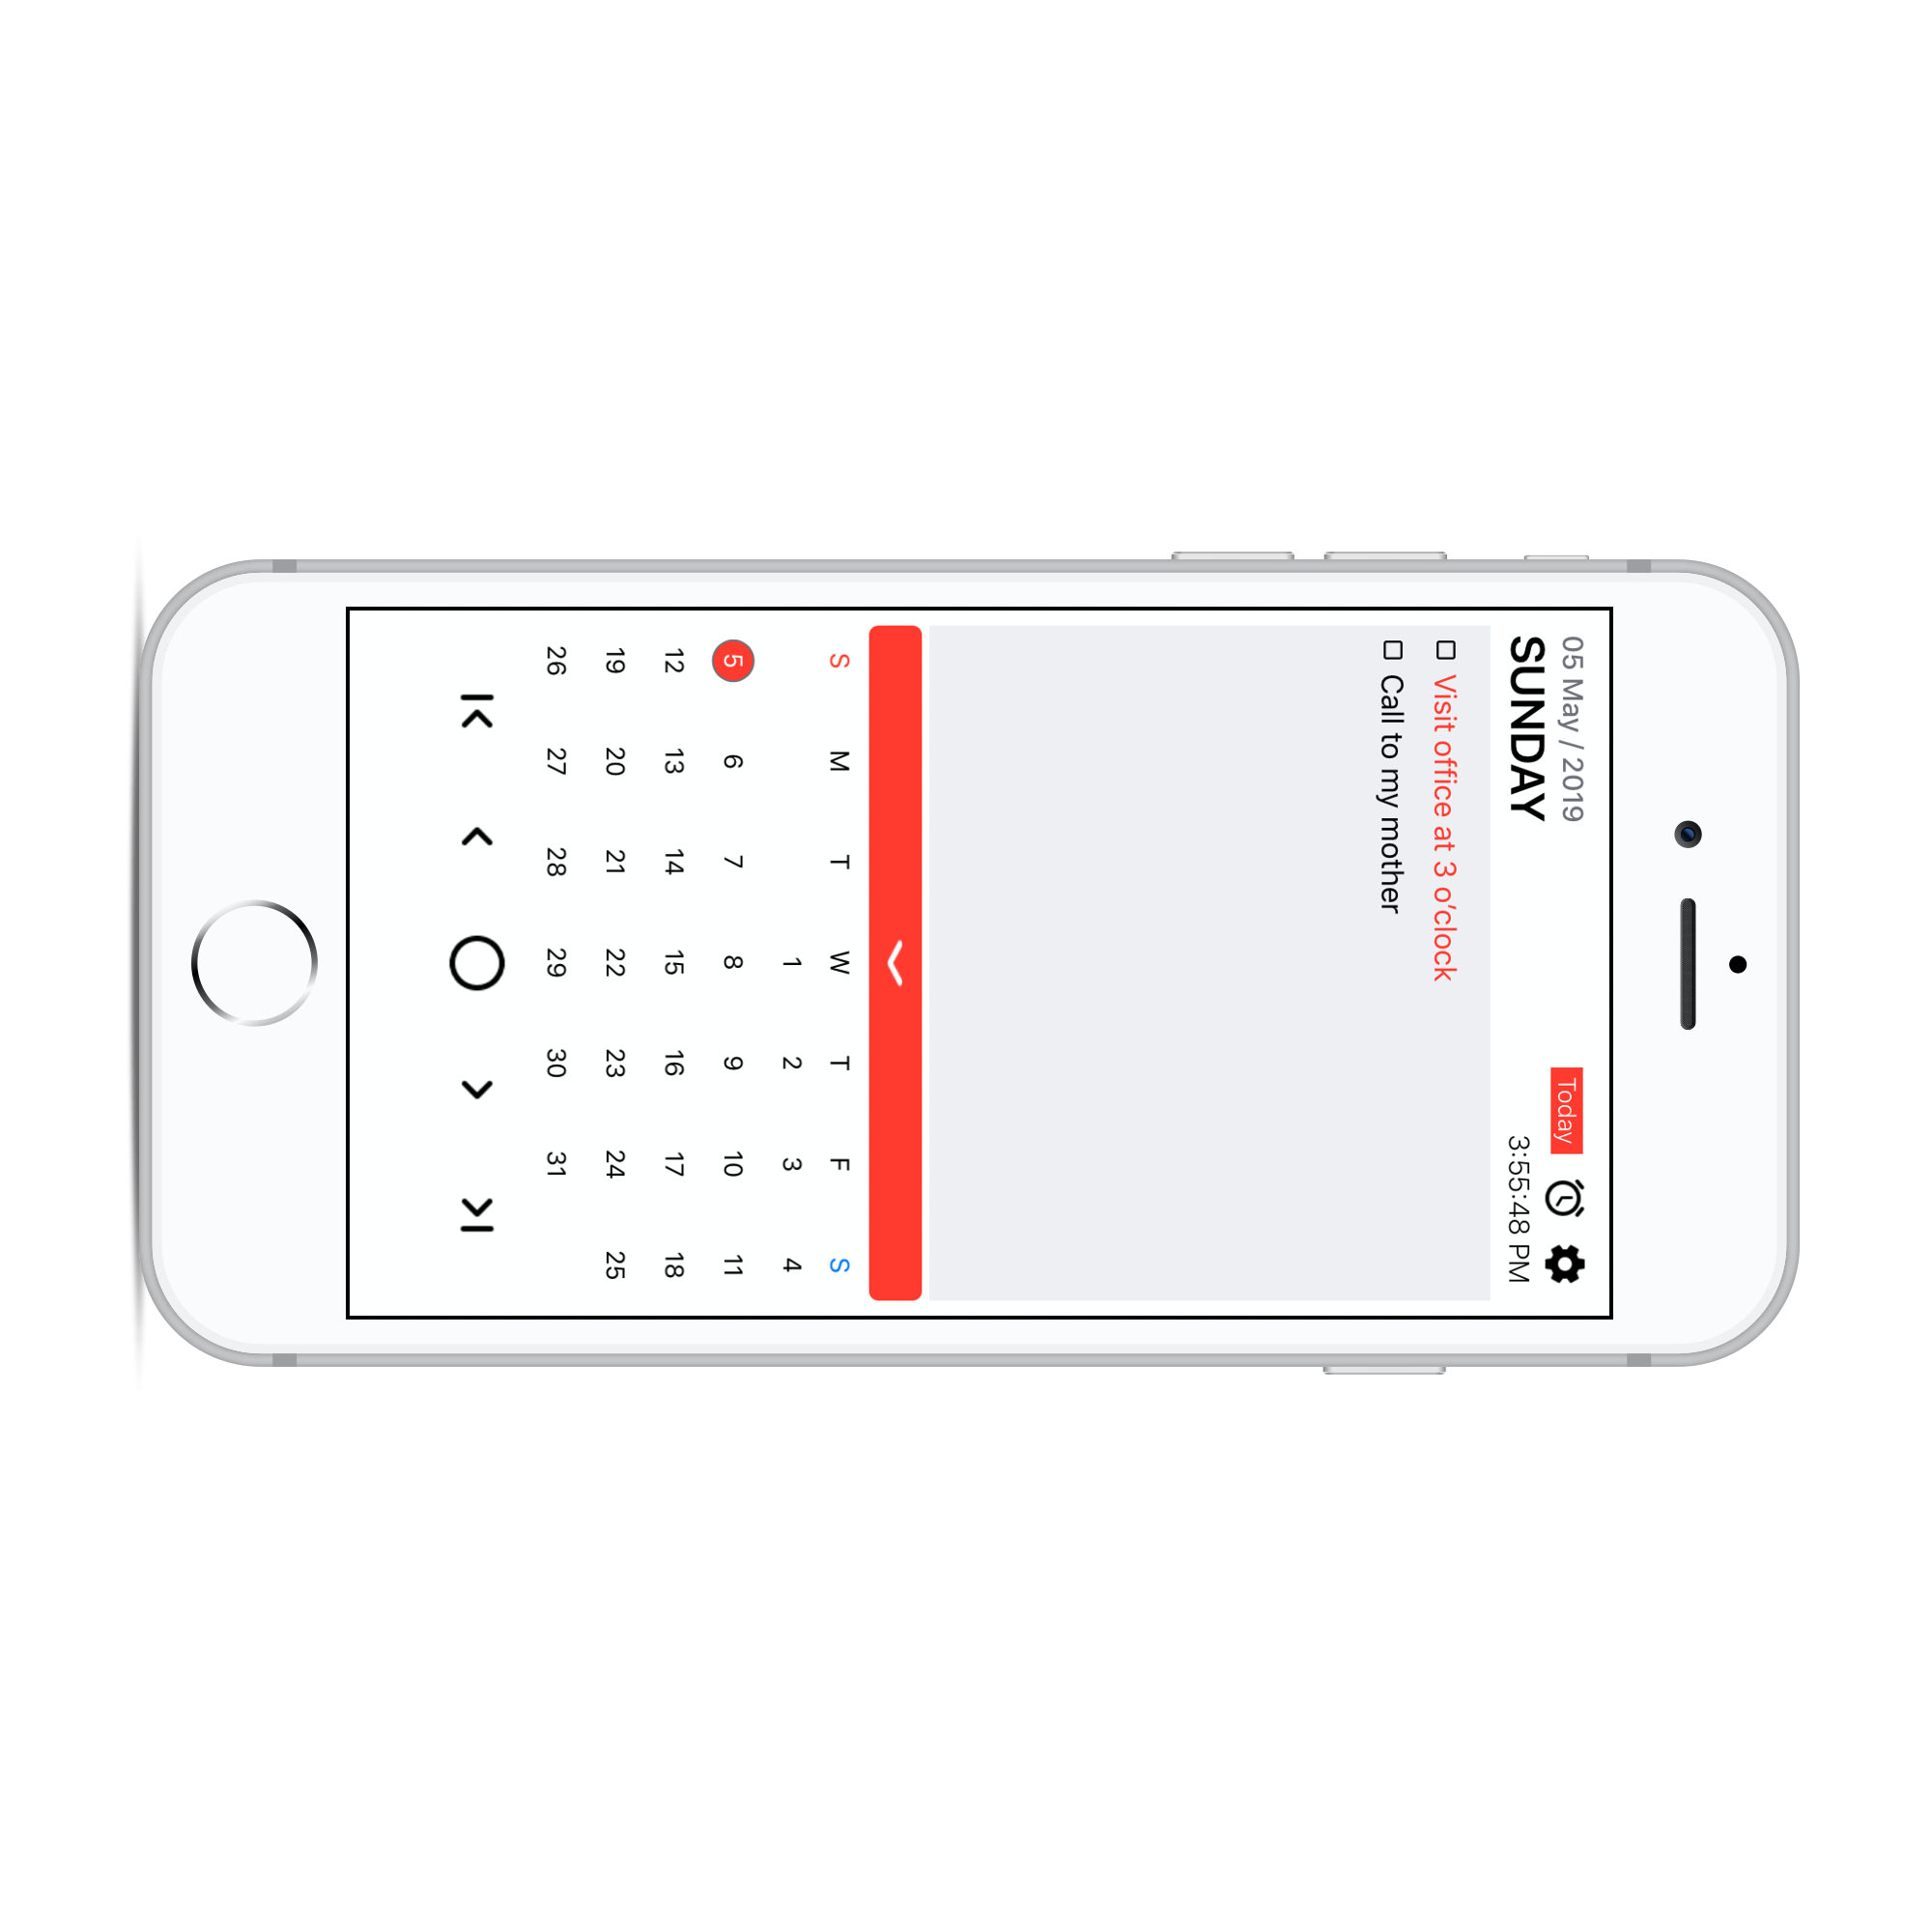 05 May / 2019
Today
SUNDAY
3:55:48 PM
Visit office at 3 o'clock
Call to my mother
S M T W T F S
1 2 3 4
5 6 7 8 9 10 11
12 13 14 15 16 17 18
19 20 21 22 23 24 25
26 27 28 29 30 31